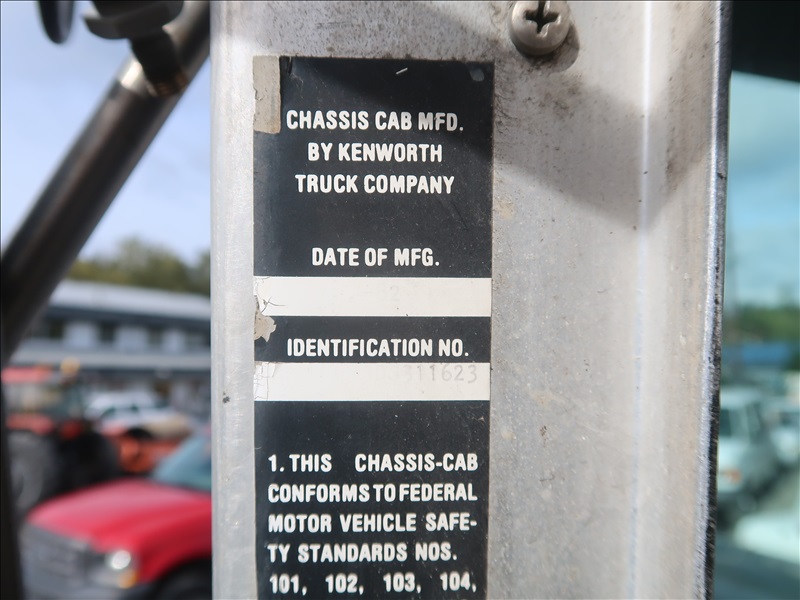 CHASSIS CAB MFD.
BY KENWORTH
TRUCK COMPANY
DATE OF MFG.
IDENTIFICATION NO.
311623
1. THIS CHASSIS-CAB
CONFORMS TO FEDERAL
MOTOR VEHICLE SAFE-
TY STANDARDS NOS.
101, 102, 103, 104,